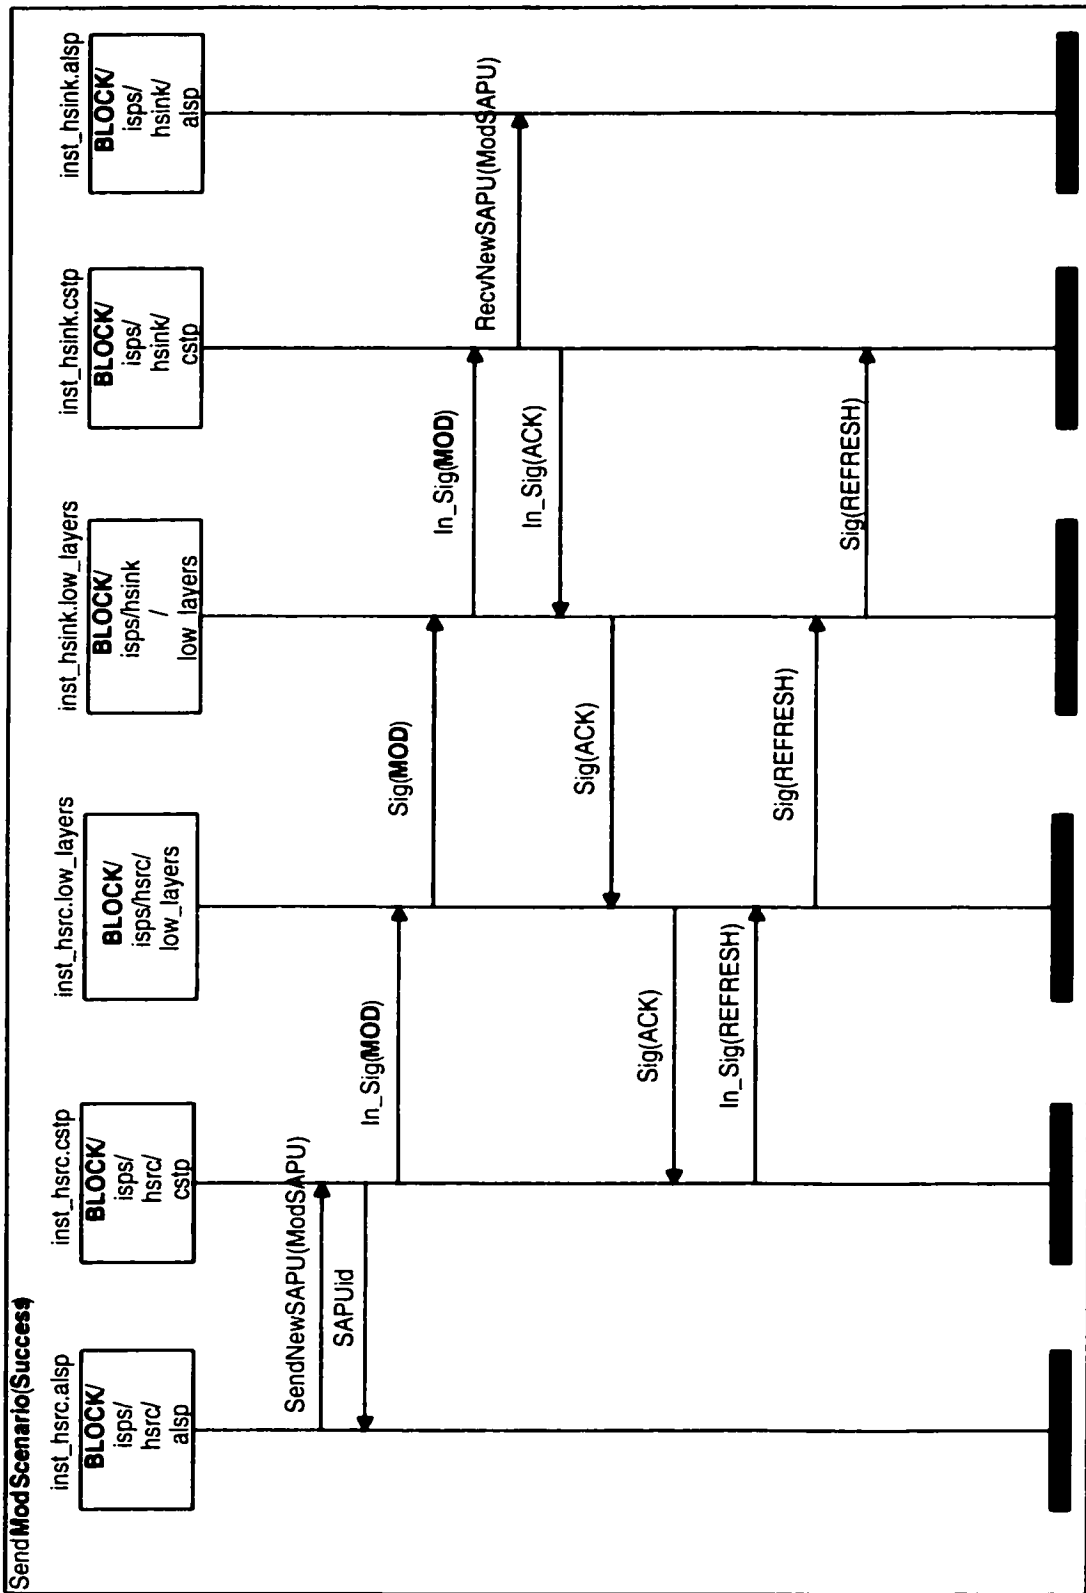 SendModScenario(Success)
inst_hsrc.alsp
BLOCK/
isps/
hsrc/
alsp
inst_hsrc.cstp
BLOCK/
isps/
hsrc/
cstp
inst_hsrc.low_layers
BLOCK/
isps/hsrc/
low_layers
inst_hsink.low_layers
BLOCK/
isps/hsink
/
low_layers
inst_hsink.cstp
BLOCK/
isps/
hsink/
cstp
inst_hsink.alsp
BLOCK/
isps/
hsink/
alsp
SendNewSAPU(ModSAPU)
SAPUid
In_Sig(MOD)
Sig(MOD)
In_Sig(MOD)
RecvNewSAPU(ModSAPU)
In_Sig(ACK)
Sig(ACK)
Sig(ACK)
In_Sig(REFRESH)
Sig(REFRESH)
Sig(REFRESH)